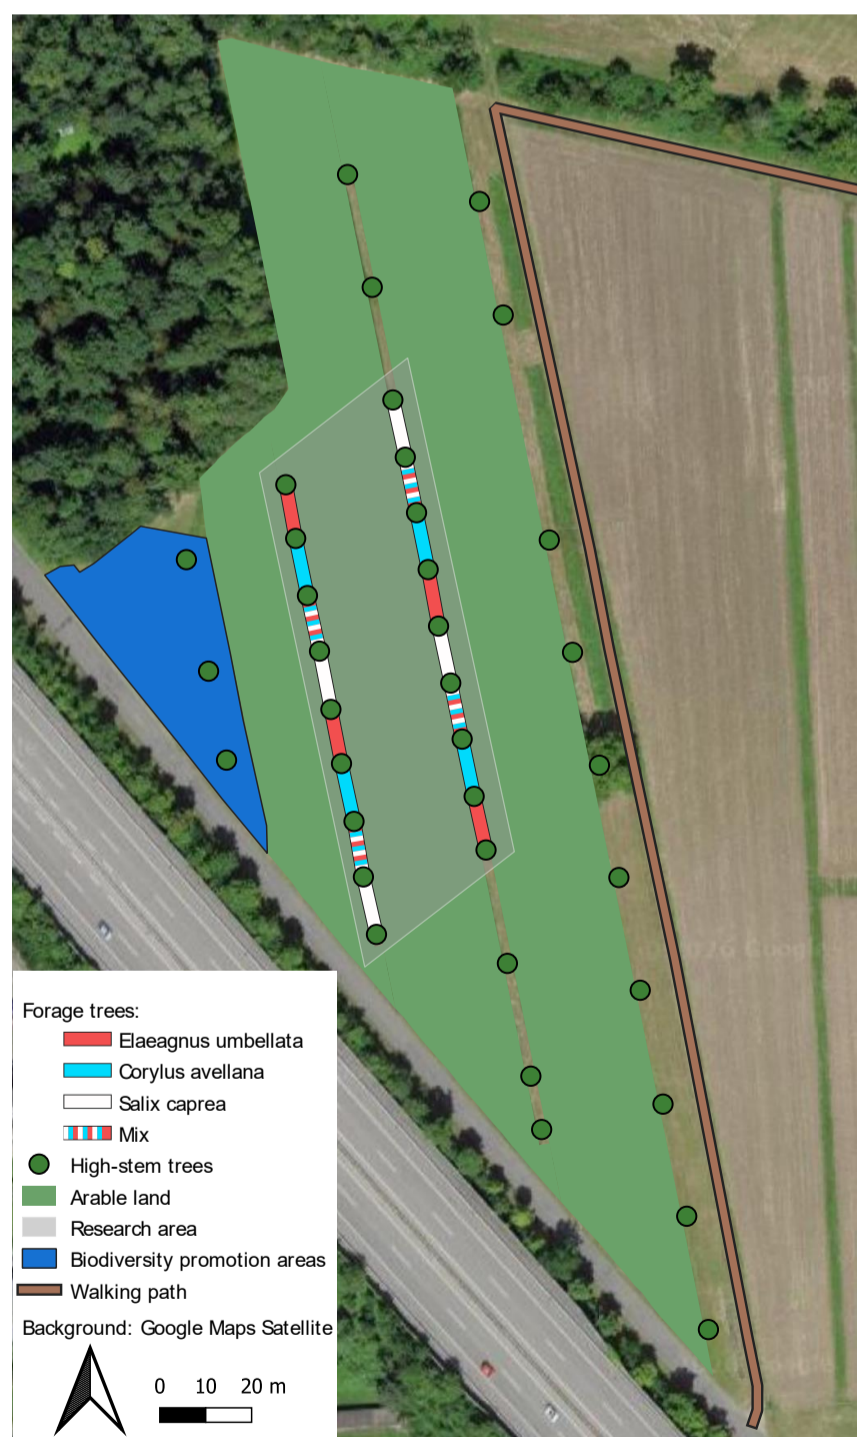 Forage trees:
Elaeagnus umbellata
Corylus avellana
Salix caprea
Mix
High-stem trees
Arable land
Research area
Biodiversity promotion areas
Walking path
Background: Google Maps Satellite
0 10 20 m